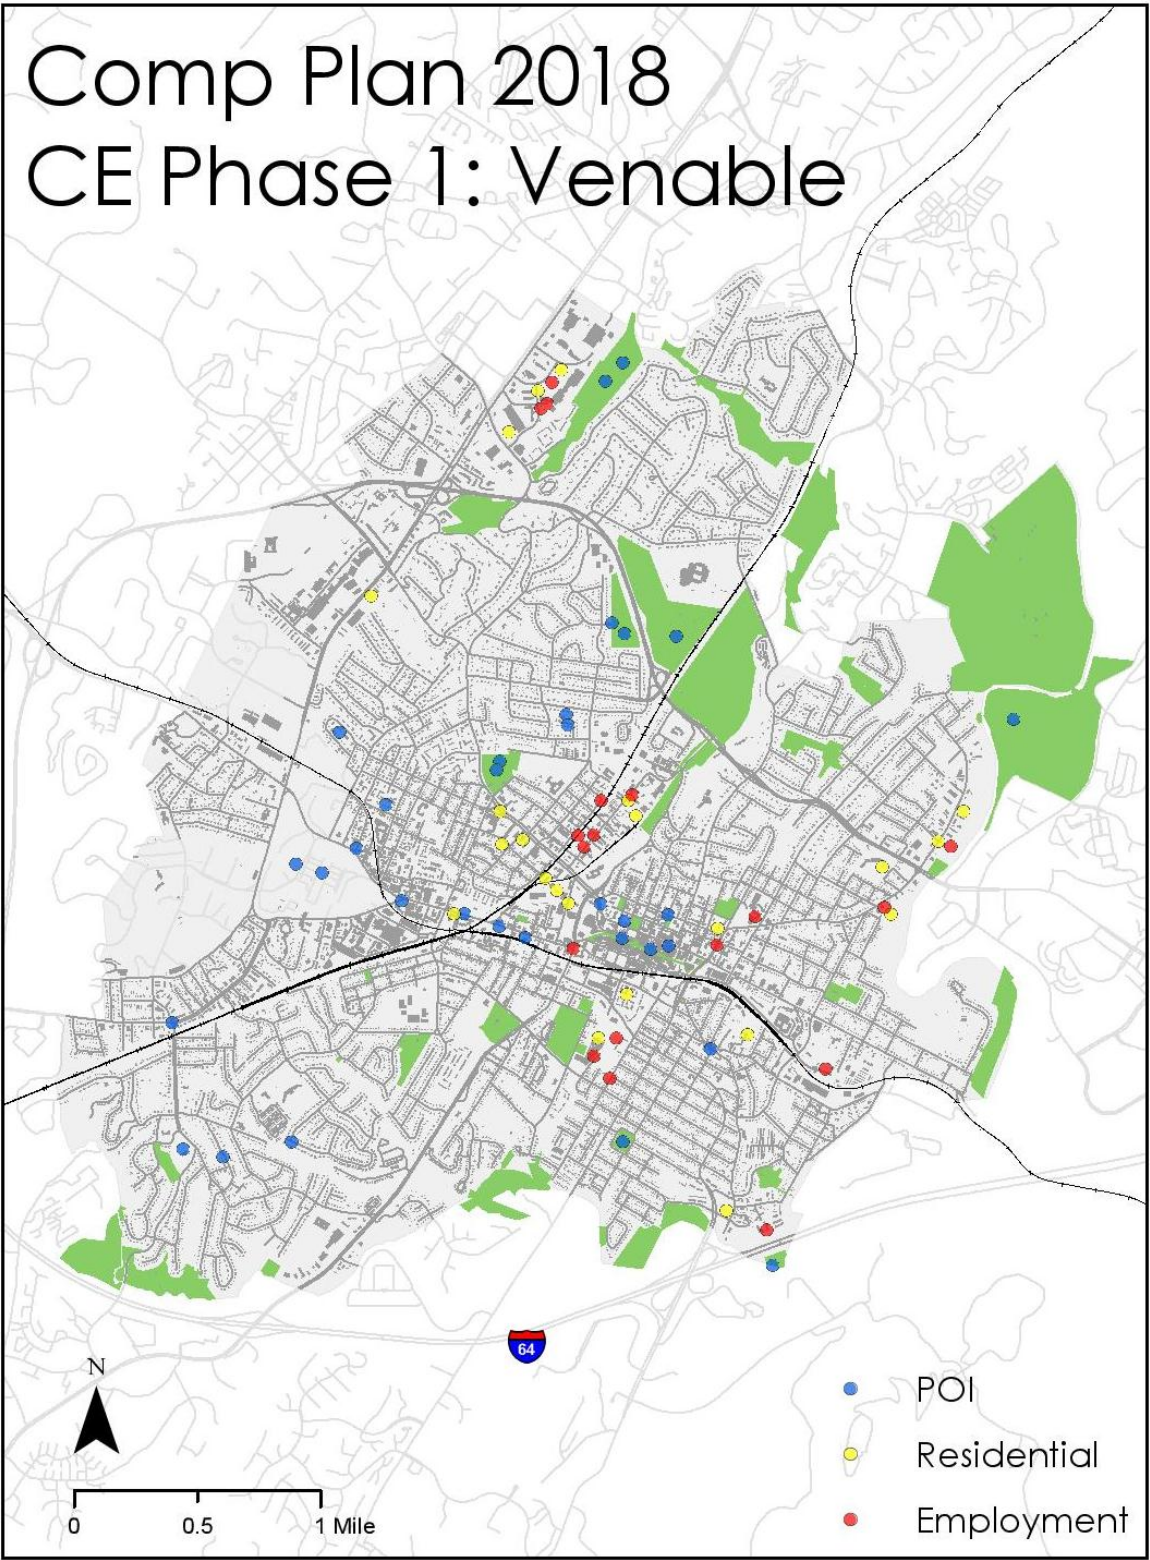 Comp Plan 2018
CE Phase 1: Venable
64
N
0 0.5 1 Mile
POI
Residential
Employment